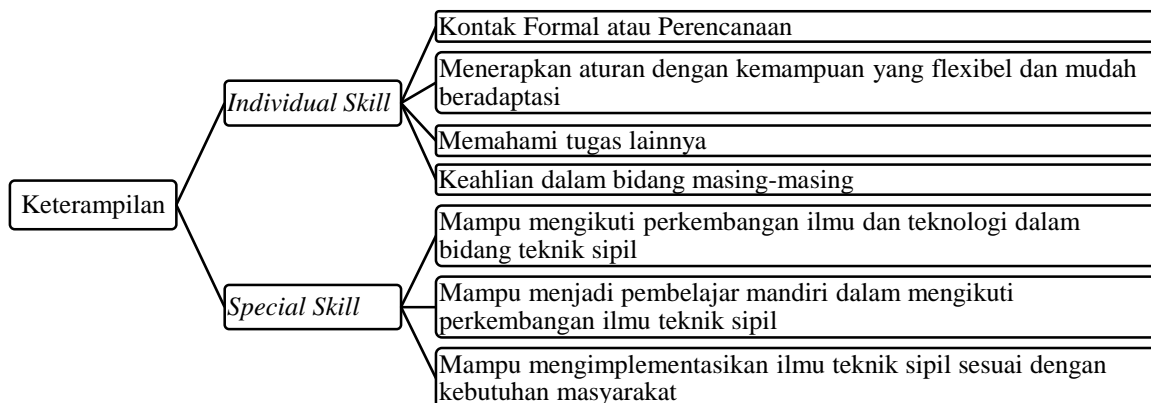 Keterampilan
Individual Skill
Kontak Formal atau Perencanaan
Menerapkan aturan dengan kemampuan yang flexibel dan mudah
beradaptasi
Memahami tugas lainnya
Keahlian dalam bidang masing-masing
Special Skill
Mampu mengikuti perkembangan ilmu dan teknologi dalam
bidang teknik sipil
Mampu menjadi pembelajar mandiri dalam mengikuti
perkembangan ilmu teknik sipil
Mampu mengimplementasikan ilmu teknik sipil sesuai dengan
kebutuhan masyarakat